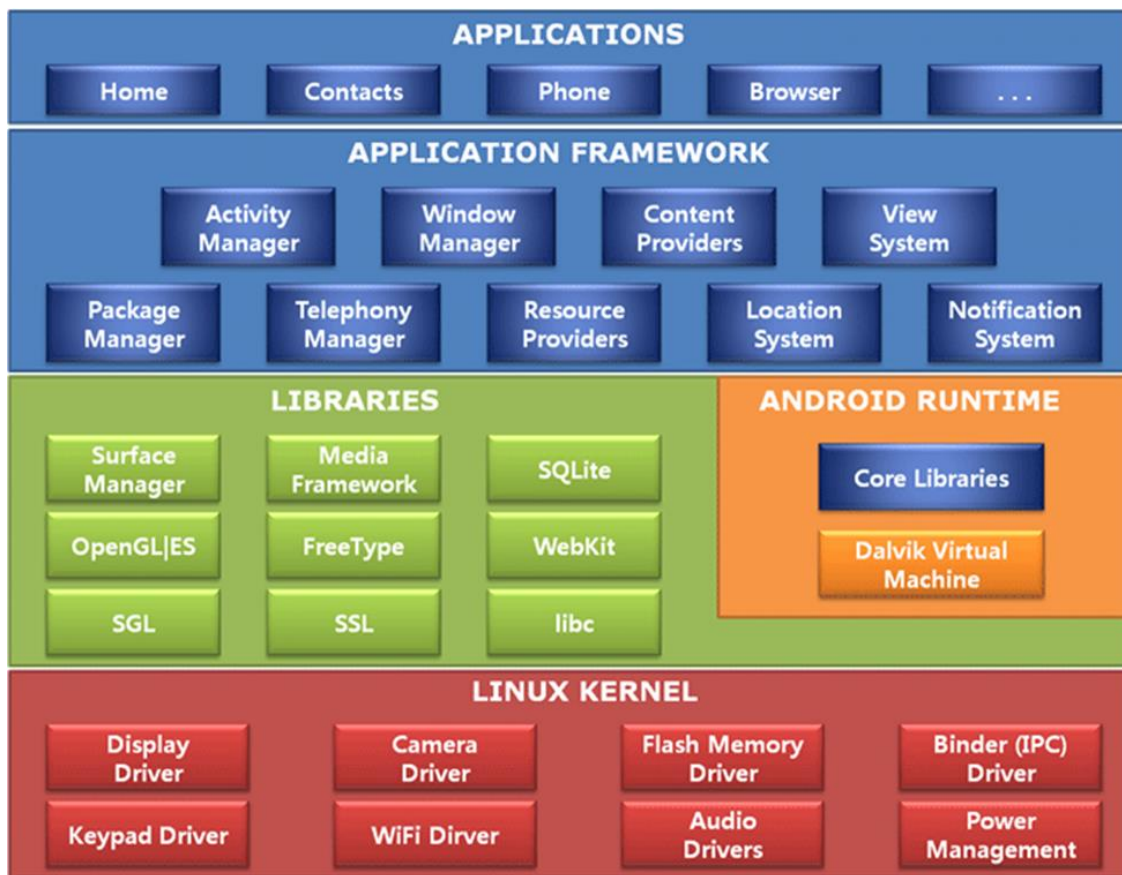 APPLICATIONS
Home
Contacts
Phone
Browser
. . .
APPLICATION FRAMEWORK
Activity
Manager
Window
Manager
Content
Providers
View
System
Package
Manager
Telephony
Manager
Resource
Providers
Location
System
Notification
System
LIBRARIES
Surface
Manager
Media
Framework
SQLite
OpenGL|ES
FreeType
WebKit
SGL
SSL
libc
ANDROID RUNTIME
Core Libraries
Dalvik Virtual
Machine
LINUX KERNEL
Display
Driver
Camera
Driver
Flash Memory
Driver
Binder (IPC)
Driver
Keypad Driver
WiFi Dirver
Audio
Drivers
Power
Management